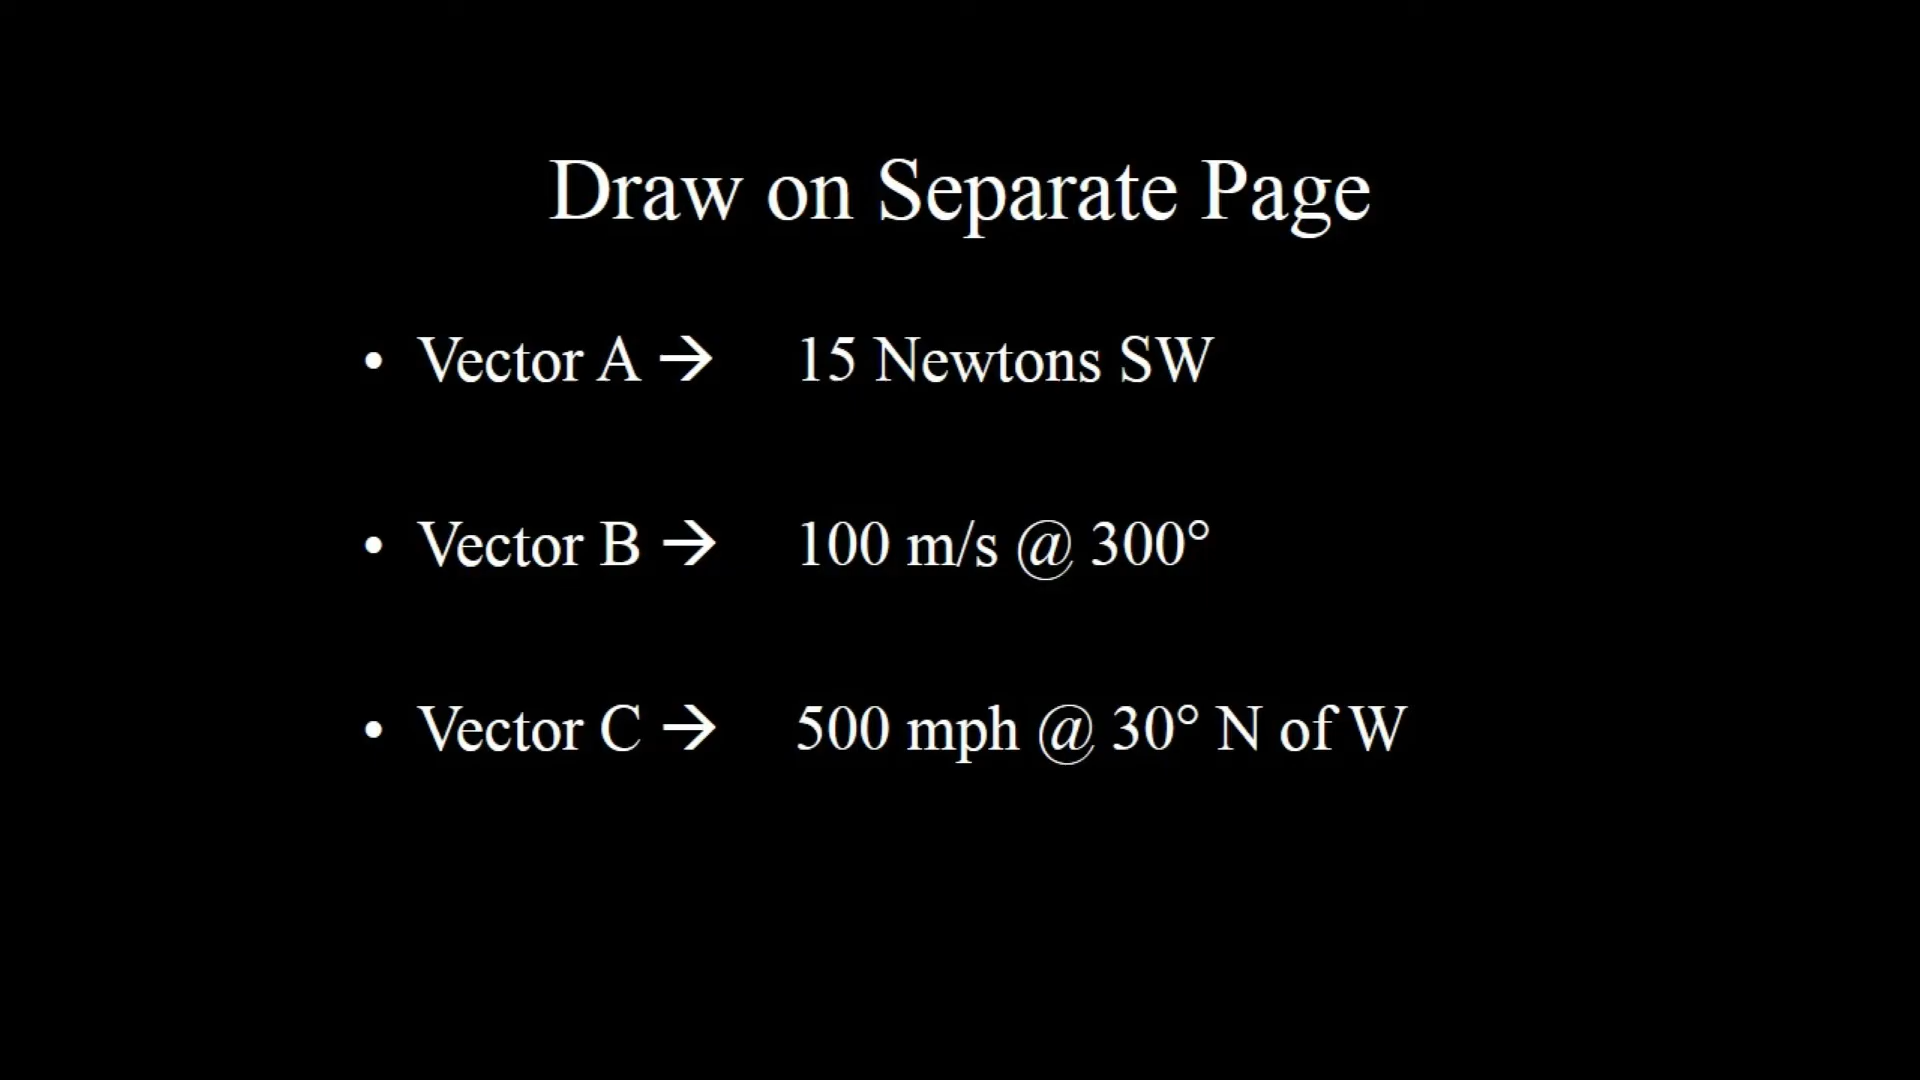 Draw on Separate Page
• Vector A → 15 Newtons SW
• Vector B → 100 m/s @ 300°
• Vector C → 500 mph @ 30° N of W